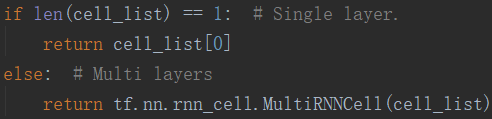 if len(cell_list) == 1:  # Single layer.
    return cell_list[0]
else:  # Multi layers
    return tf.nn.rnn_cell.MultiRNNCell(cell_list)